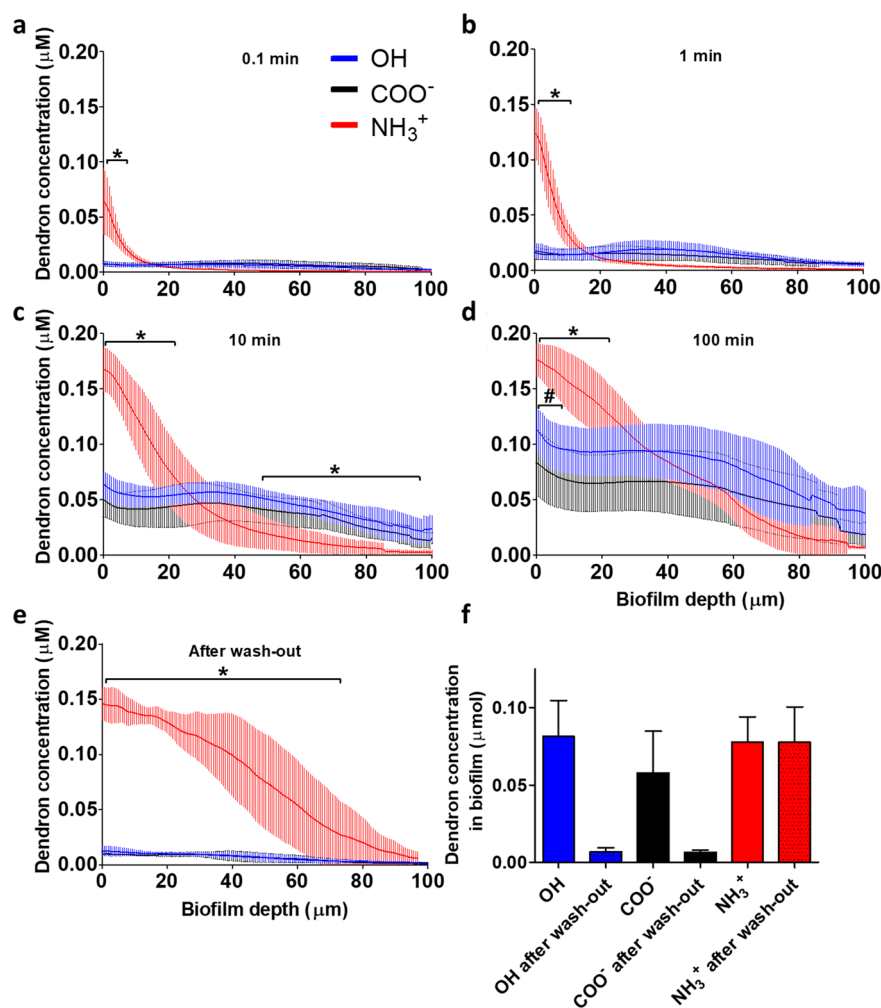 a
Dendron concentration (μM)
0.20
0.15
0.10
0.05
0.00
0 20 40 60 80 100
0.1 min
OH
COO⁻
NH₃⁺
*
b
0.20
0.15
0.10
0.05
0.00
0 20 40 60 80 100
1 min
*
c
Dendron concentration (μM)
0.20
0.15
0.10
0.05
0.00
0 20 40 60 80 100
10 min
*
*
d
0.20
0.15
0.10
0.05
0.00
0 20 40 60 80 100
100 min
*
#
Biofilm depth (μm)
e
Dendron concentration (μM)
0.20
0.15
0.10
0.05
0.00
0 20 40 60 80 100
After wash-out
*
Biofilm depth (μm)
f
Dendron concentration
in biofilm (μmol)
0.10
0.05
0.00
OH
OH after wash-out
COO⁻
COO⁻ after wash-out
NH₃⁺
NH₃⁺ after wash-out